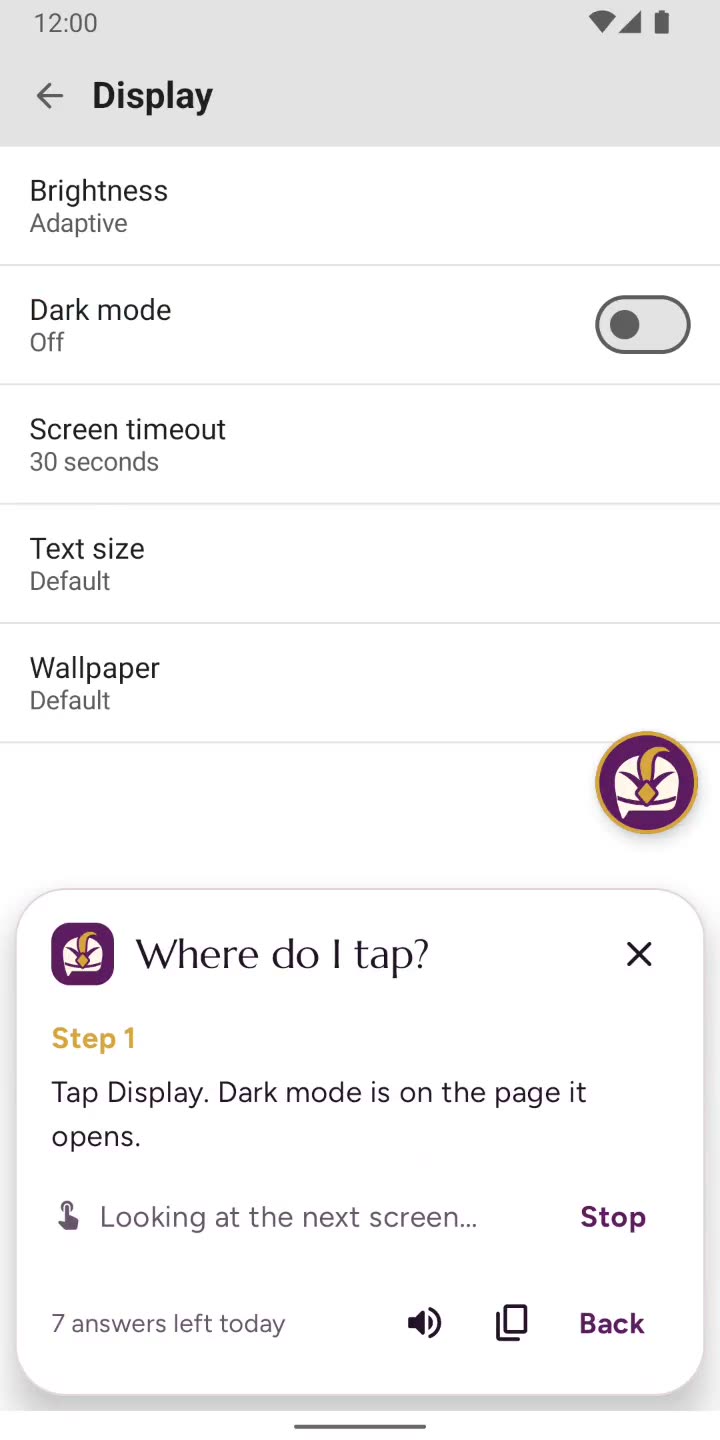 12:00
Display
Brightness
Adaptive
Dark mode
Off
Screen timeout
30 seconds
Text size
Default
Wallpaper
Default
Where do I tap?
Step 1
Tap Display. Dark mode is on the page it
opens.
Looking at the next screen...
Stop
7 answers left today
Back